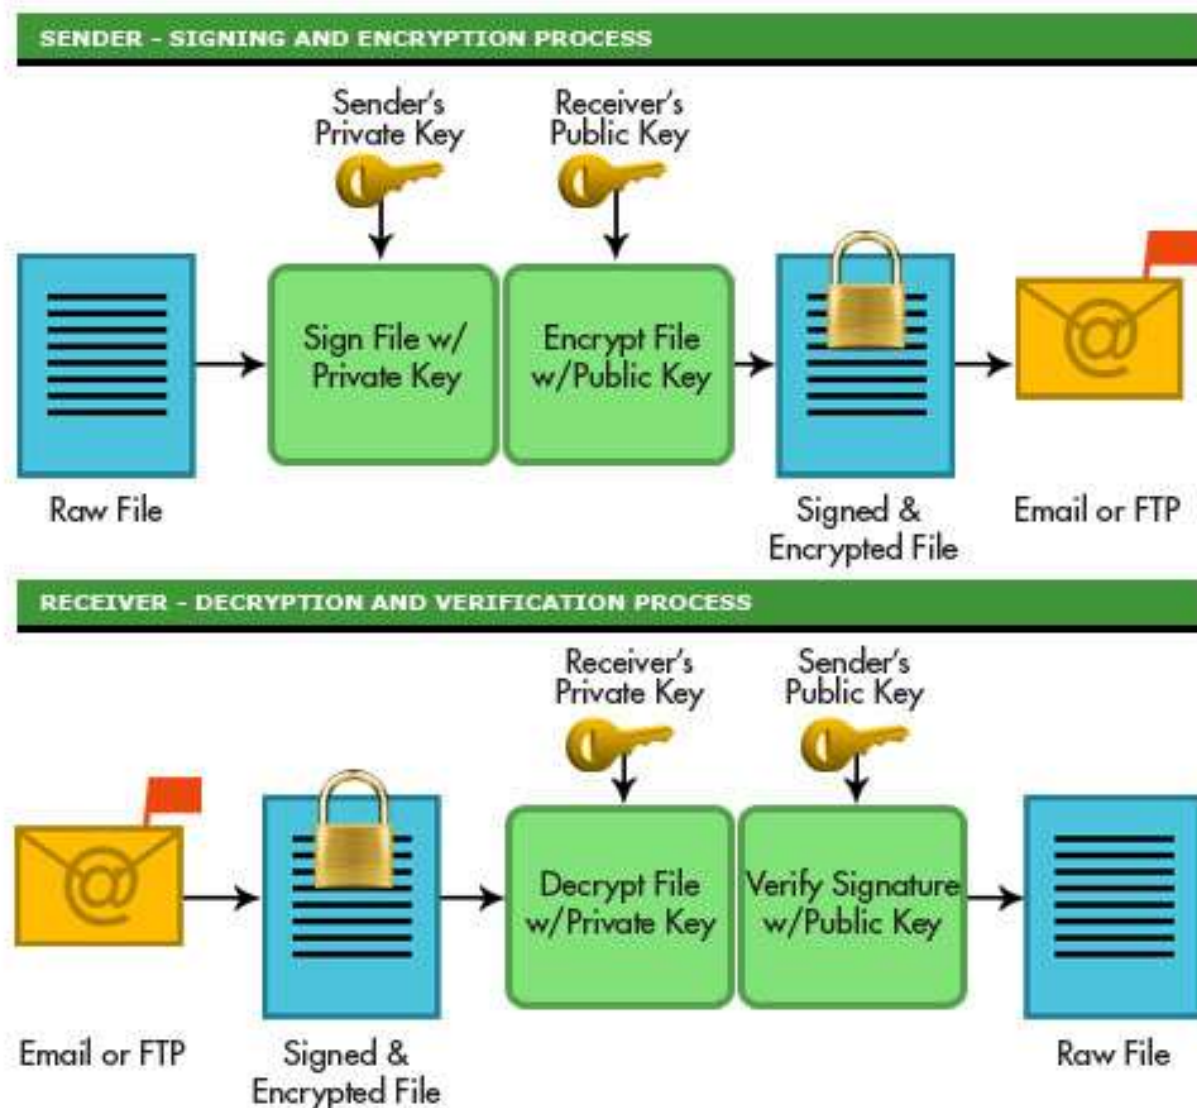 SENDER - SIGNING AND ENCRYPTION PROCESS
Sender's
Private Key
Receiver's
Public Key
Sign File w/
Private Key
Encrypt File
w/Public Key
Raw File
Signed &
Encrypted File
Email or FTP
RECEIVER - DECRYPTION AND VERIFICATION PROCESS
Receiver's
Private Key
Sender's
Public Key
@
Decrypt File
w/Private Key
Verify Signature
w/Public Key
Email or FTP
Signed &
Encrypted File
Raw File